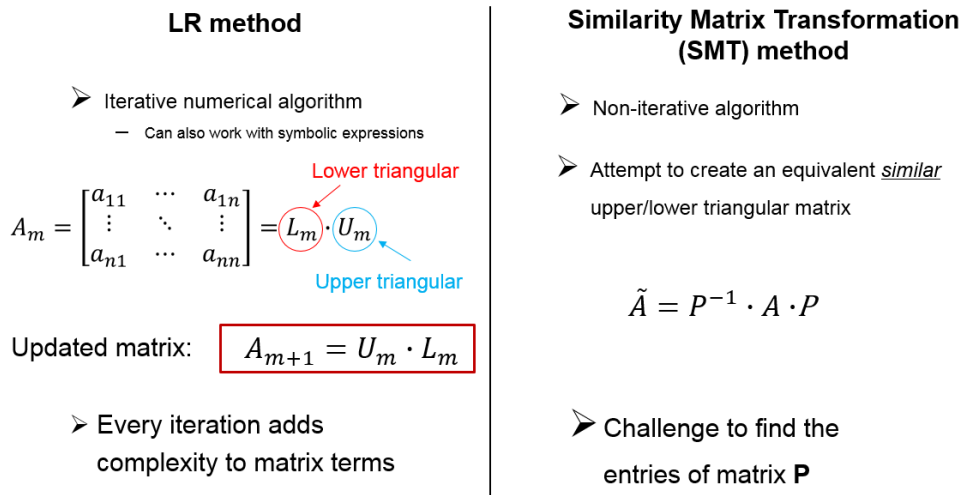 LR method
➢ Iterative numerical algorithm
– Can also work with symbolic expressions
Lower triangular
A_m = [a_11 ⋯ a_1n; ⋮ ⋱ ⋮; a_n1 ⋯ a_nn] = L_m · U_m
Upper triangular
Updated matrix: A_{m+1} = U_m · L_m
➢ Every iteration adds
complexity to matrix terms
Similarity Matrix Transformation
(SMT) method
➢ Non-iterative algorithm
➢ Attempt to create an equivalent similar
upper/lower triangular matrix
Ã = P^{-1} · A · P
➢ Challenge to find the
entries of matrix P